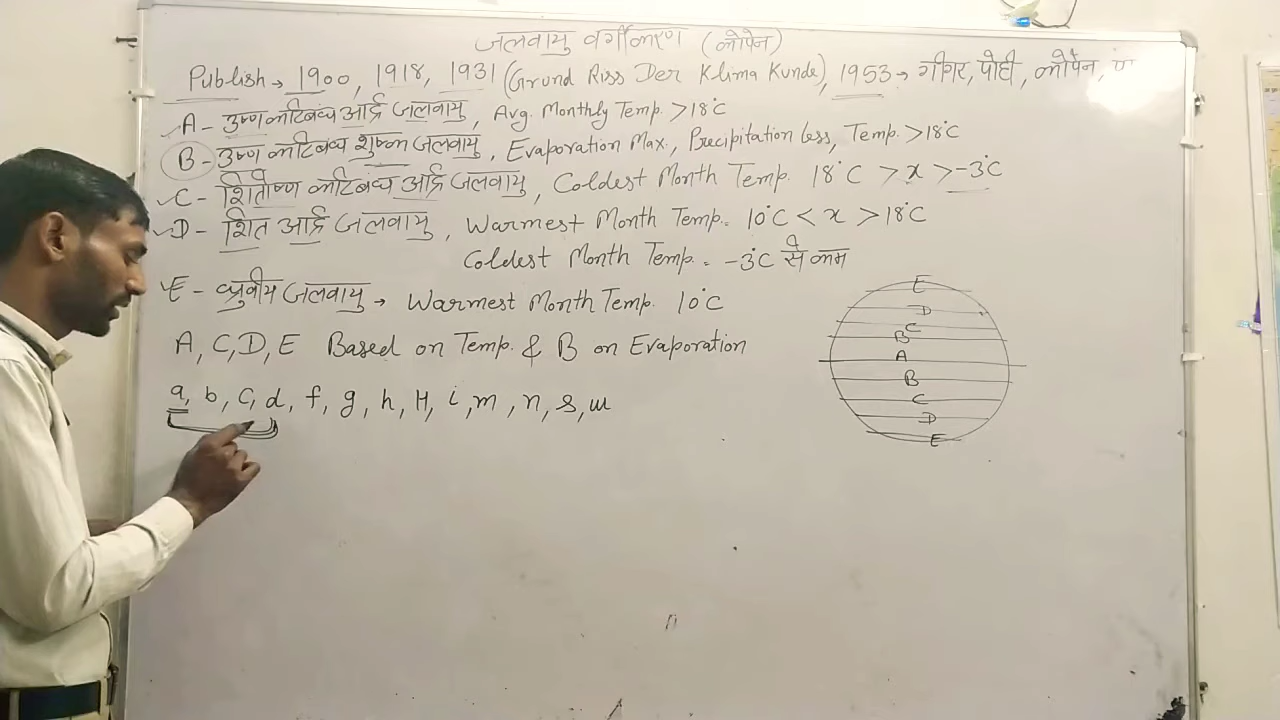 जलवायु वर्गीकरण (कोपेन)
Publish → 1900, 1918, 1931 (Grund Riss Der Klima Kunde), 1953 → गीगर, पोही, कोपेन,
A - उष्ण कटिबंध आर्द्र जलवायु, Avg. Monthly Temp. > 18°C
B - उष्ण कटिबंध शुष्क जलवायु, Evaporation Max., Precipitation less, Temp. > 18°C
C - शितोष्ण कटिबंध आर्द्र जलवायु, Coldest Month Temp. 18°C > x > -3°C
D - शित आर्द्र जलवायु, Warmest Month Temp. 10°C < x > 18°C
Coldest Month Temp. - -3°C से कम
E - ध्रुवीय जलवायु → Warmest Month Temp. 10°C
A, C, D, E Based on Temp. & B on Evaporation
a, b, c, d, f, g, h, H, i, m, n, s, w
E
D
C
B
A
B
C
D
E